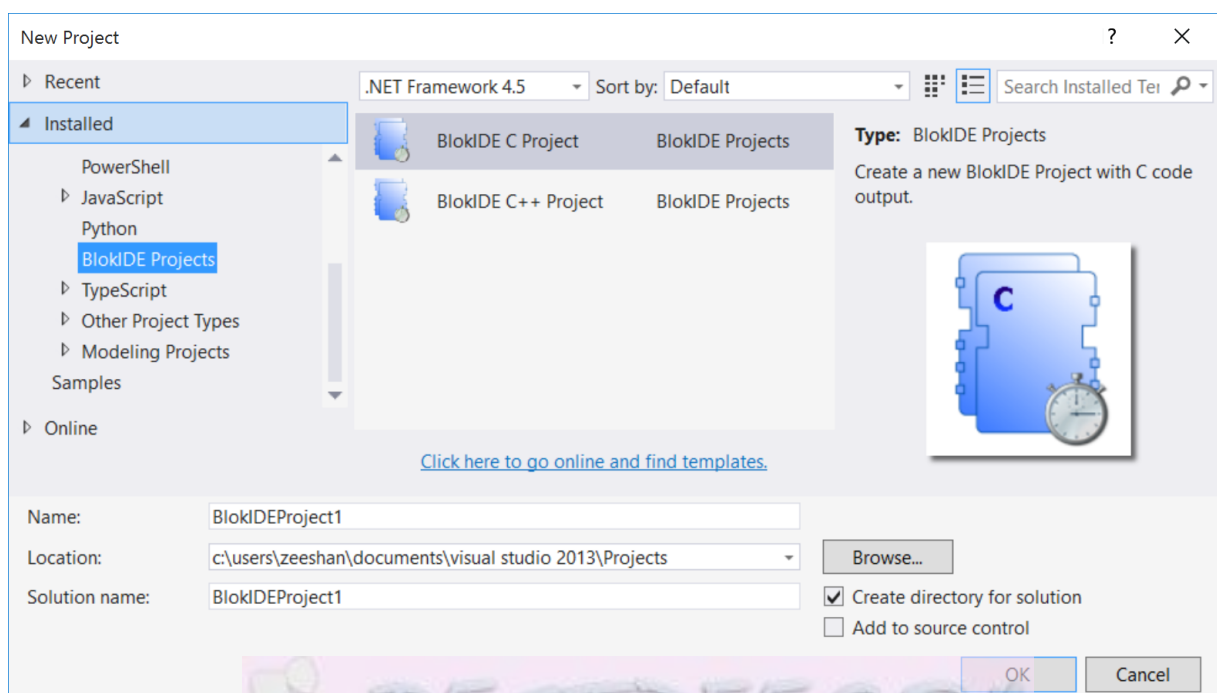 New Project
?
Recent
Installed
PowerShell
JavaScript
Python
BlokIDE Projects
TypeScript
Other Project Types
Modeling Projects
Samples
Online
.NET Framework 4.5
Sort by:
Default
Search Installed Te
BlokIDE C Project
BlokIDE Projects
BlokIDE C++ Project
BlokIDE Projects
Click here to go online and find templates.
Type: BlokIDE Projects
Create a new BlokIDE Project with C code
output.
C
Name:
BlokIDEProject1
Location:
c:\users\zeeshan\documents\visual studio 2013\Projects
Browse...
Solution name:
BlokIDEProject1
Create directory for solution
Add to source control
OK
Cancel